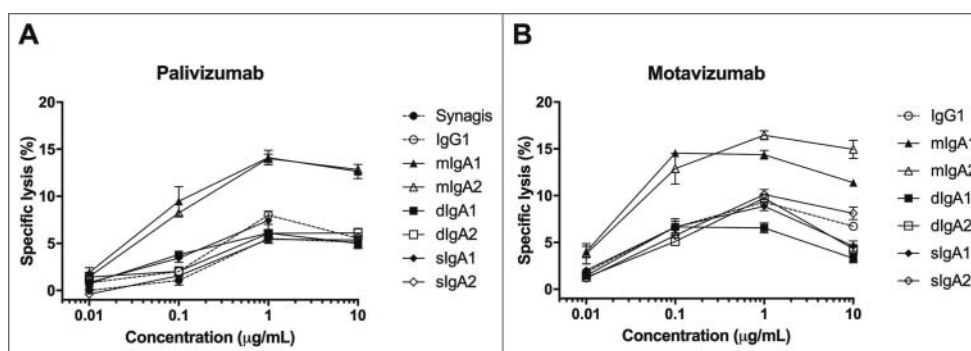 A
Palivizumab
Specific lysis (%)
20
15
10
5
0
0.01
0.1
1
10
Concentration (μg/mL)
Synagis
IgG1
mIgA1
mIgA2
dIgA1
dIgA2
sIgA1
sIgA2
B
Motavizumab
Specific lysis (%)
20
15
10
5
0
0.01
0.1
1
10
Concentration (μg/mL)
IgG1
mIgA1
mIgA2
dIgA1
dIgA2
sIgA1
sIgA2